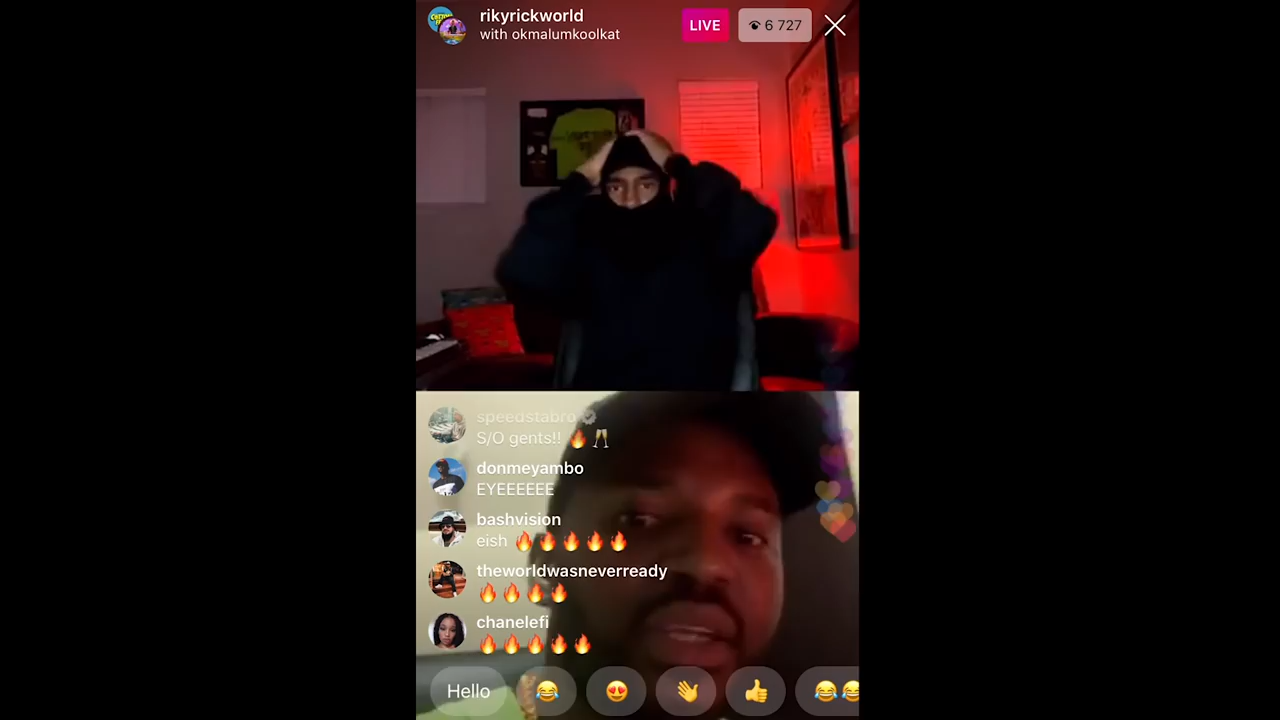 rikyrickworld
with okmalumkoolkat
LIVE
6 727
speedstabro
S/O gents!! 🔥 🥂
donmeyambo
EYEEEEEE
bashvision
eish 🔥 🔥 🔥 🔥 🔥
theworldwasneverready
🔥 🔥 🔥 🔥
chanelefi
🔥 🔥 🔥 🔥 🔥
Hello 😂 😍 👋 👍 😂😂